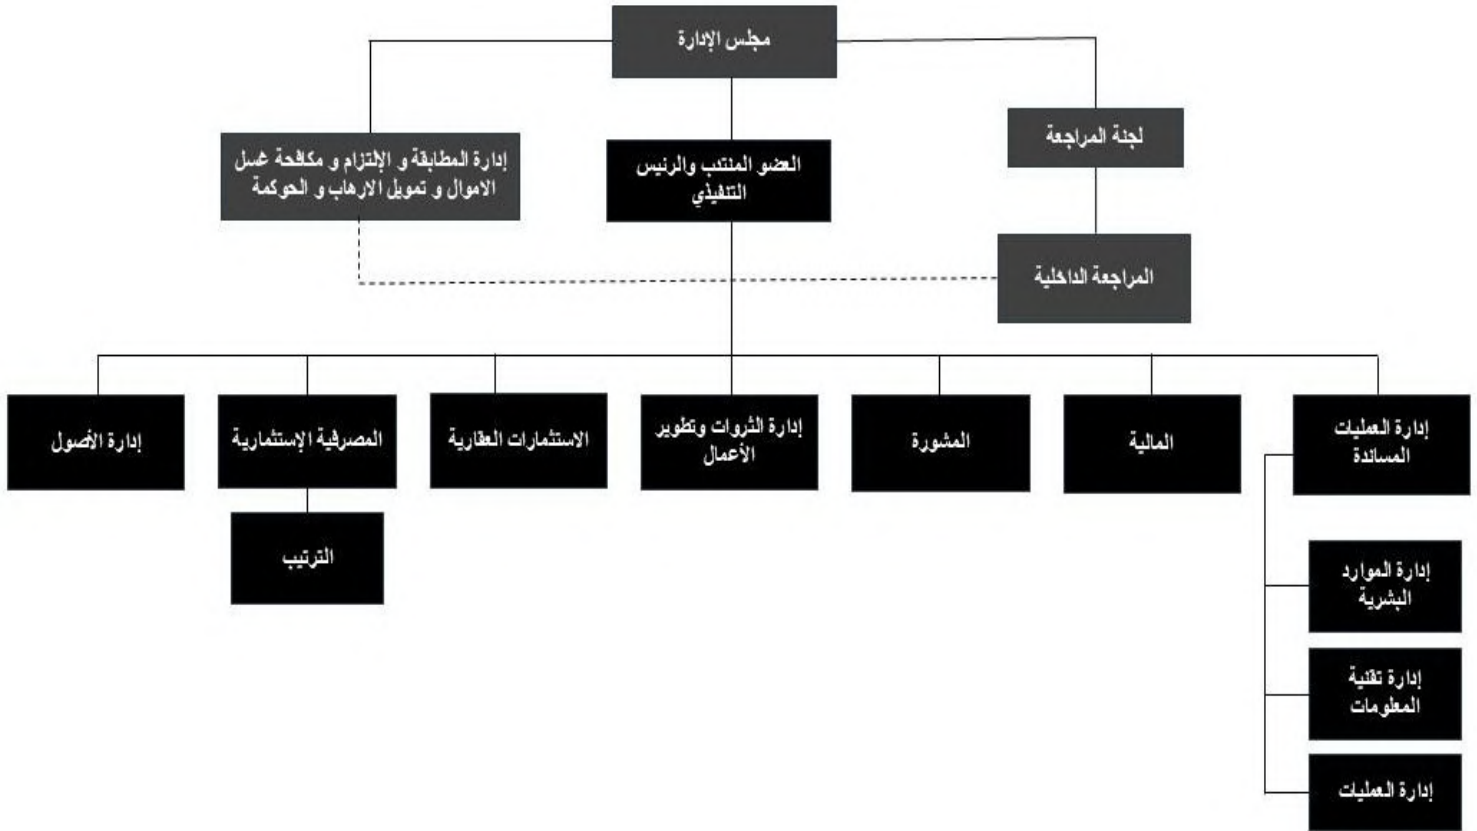 مجلس الإدارة
لجنة المراجعة
العضو المنتدب والرئيس
التنفيذي
إدارة المطابقة و الإلتزام و مكافحة غسل
الاموال و تمويل الارهاب و الحوكمة
المراجعة الداخلية
إدارة العمليات
المساندة
المالية
المشورة
إدارة الثروات وتطوير
الأعمال
الاستثمارات العقارية
المصرفية الإستثمارية
إدارة الأصول
الترتيب
إدارة الموارد
البشرية
إدارة تقنية
المعلومات
إدارة العمليات